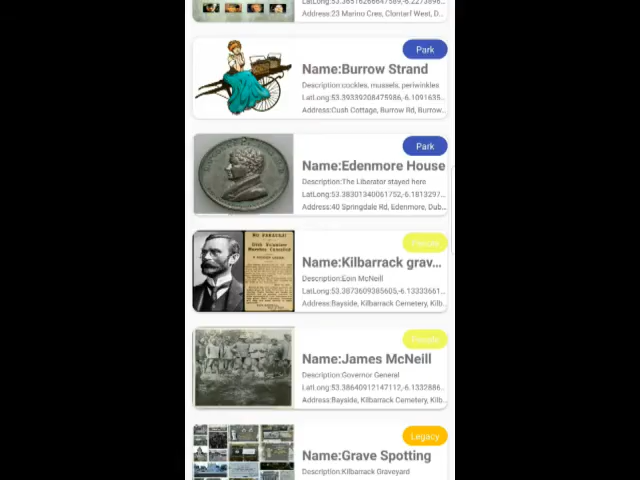 Address:23 Marino Cres, Clontarf West, D...
Park
Name:Burrow Strand
Description:cockles, mussels, periwinkles
LatLong:53.39339208475986,-6.1091635...
Address:Cush Cottage, Burrow Rd, Burrow...
Park
Name:Edenmore House
Description:The Liberator stayed here
LatLong:53.38301340061752,-6.1813297...
Address:40 Springdale Rd, Edenmore, Dub...
People
Name:Kilbarrack grav...
Description:Eoin McNeill
LatLong:53.3873609385605,-6.13333661...
Address:Bayside, Kilbarrack Cemetery, Kilb...
People
Name:James McNeill
Description:Governor General
LatLong:53.38640912147112,-6.1332886...
Address:Bayside, Kilbarrack Cemetery, Kilb...
Legacy
Name:Grave Spotting
Description:Kilbarrack Graveyard